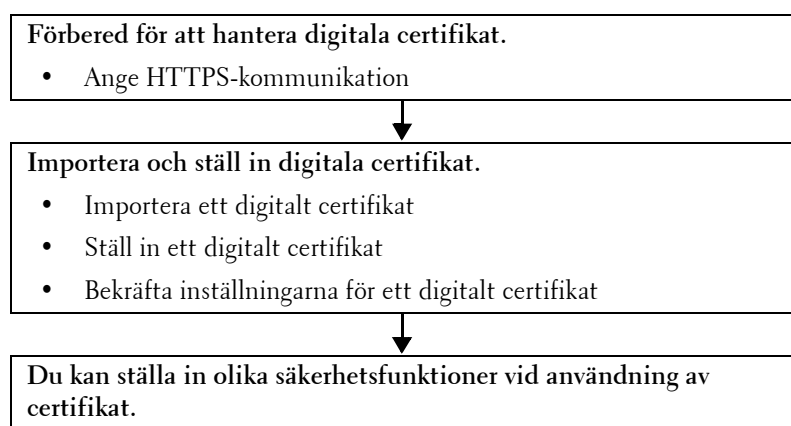 Förbered för att hantera digitala certifikat.
• Ange HTTPS-kommunikation
Importera och ställ in digitala certifikat.
• Importera ett digitalt certifikat
• Ställ in ett digitalt certifikat
• Bekräfta inställningarna för ett digitalt certifikat
Du kan ställa in olika säkerhetsfunktioner vid användning av
certifikat.